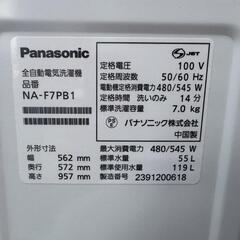 Panasonic
全自動電気洗濯機
品番
NA-F7PB1
外形寸法
幅 562 mm
奥行 572 mm
高さ 957 mm
JET
定格電圧 100 V
定格周波数 50/60 Hz
電動機定格消費電力 480/545 W
定格時間 洗いのみ 14 分
標準洗濯容量 7.0 kg
パナソニック株式会社
中国製
最大消費電力 480/545 W
標準水量 55 L
標準使用水量 119 L
製造番号 2391200618